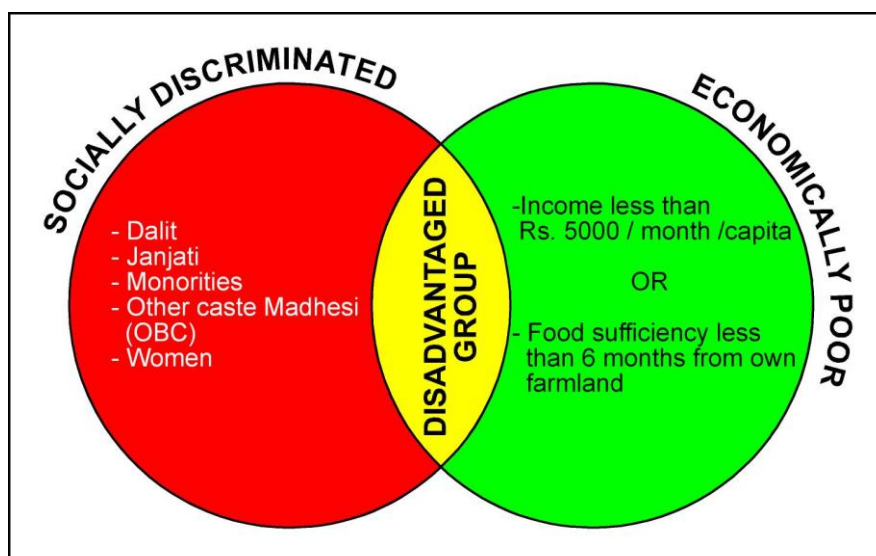 SOCIALLY DISCRIMINATED
- Dalit
- Janjati
- Monorities
- Other caste Madhesi
(OBC)
- Women
DISADVANTAGED
GROUP
ECONOMICALLY POOR
-Income less than
Rs. 5000 / month /capita
OR
- Food sufficiency less
than 6 months from own
farmland